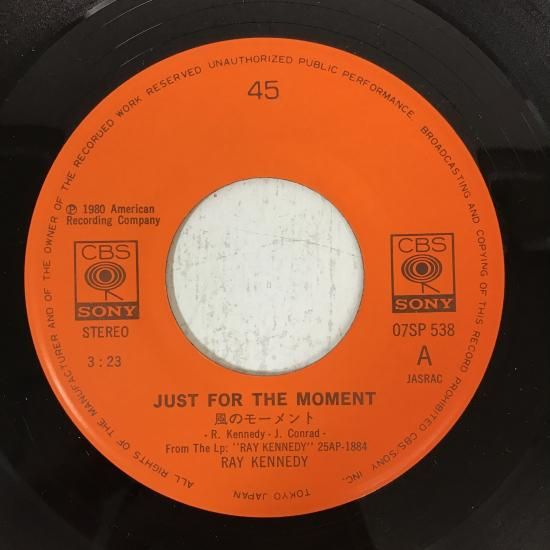 ALL RIGHTS OF THE MANUFACTURER AND OF THE OWNER OF THE RECORDED WORK RESERVED UNAUTHORIZED PUBLIC PERFORMANCE, BROADCASTING AND COPYING OF THIS RECORD PROHIBITED CBS/SONY INC.
45
Ⓟ 1980 American
Recording Company
CBS
SONY
STEREO
3:23
CBS
SONY
07SP 538
A
JASRAC
JUST FOR THE MOMENT
風のモーメント
- R. Kennedy - J. Conrad -
From The Lp: "RAY KENNEDY" 25AP-1884
RAY KENNEDY
TOKYO JAPAN